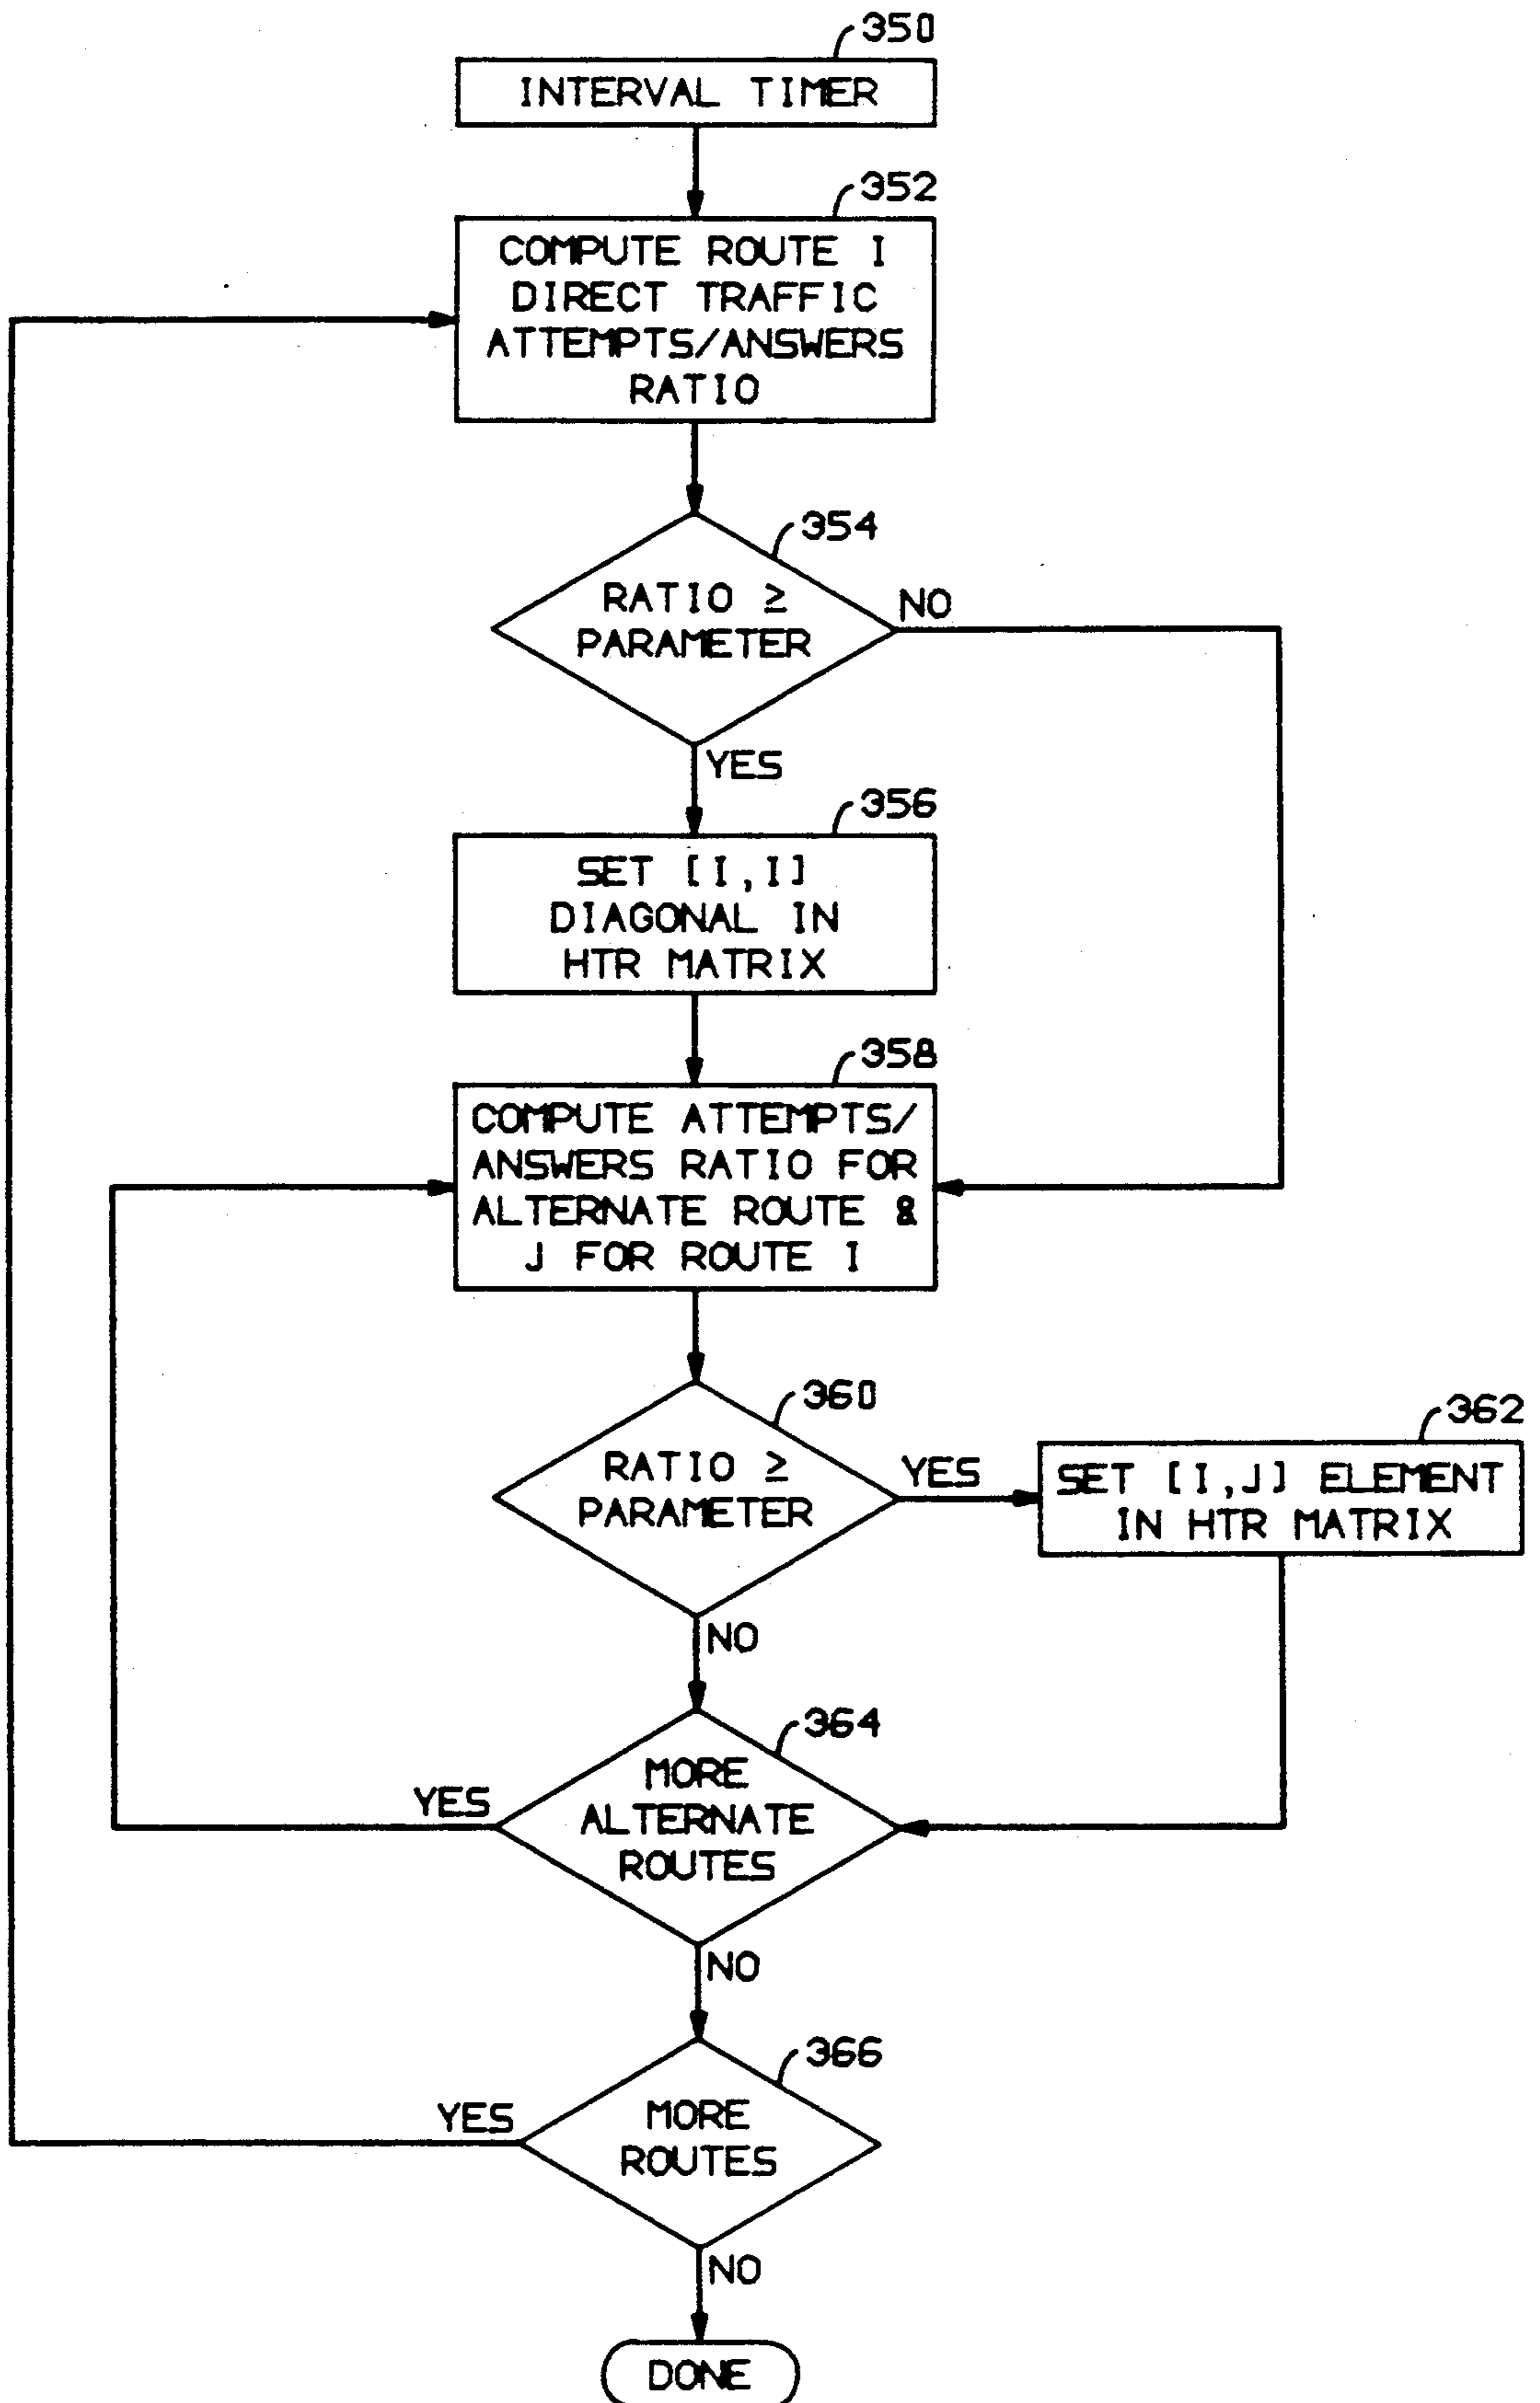 350
INTERVAL TIMER
352
COMPUTE ROUTE I
DIRECT TRAFFIC
ATTEMPTS/ANSWERS
RATIO
354
RATIO ≥
PARAMETER
NO
YES
356
SET [I,I]
DIAGONAL IN
HTR MATRIX
358
COMPUTE ATTEMPTS/
ANSWERS RATIO FOR
ALTERNATE ROUTE &
J FOR ROUTE I
360
RATIO ≥
PARAMETER
YES
362
SET [I,J] ELEMENT
IN HTR MATRIX
NO
364
MORE
ALTERNATE
ROUTES
YES
NO
366
MORE
ROUTES
YES
NO
DONE